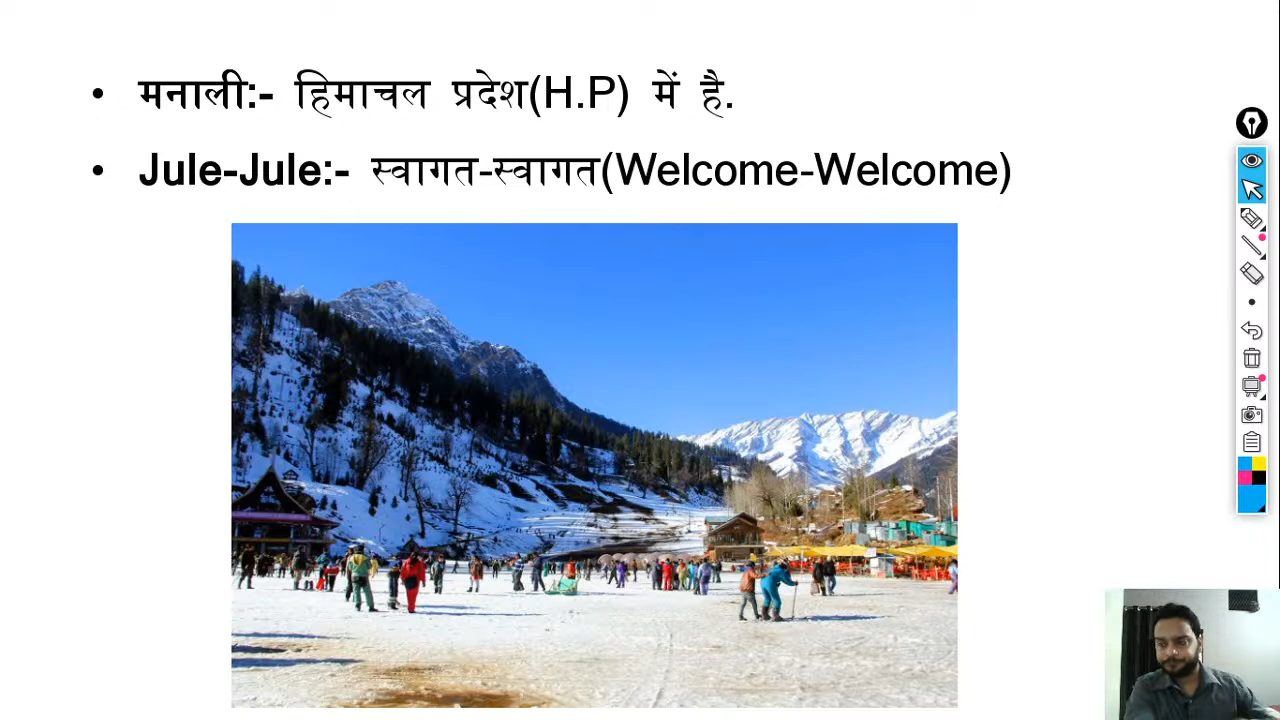 • मनाली:- हिमाचल प्रदेश(H.P) में है.
• Jule-Jule:- स्वागत-स्वागत(Welcome-Welcome)